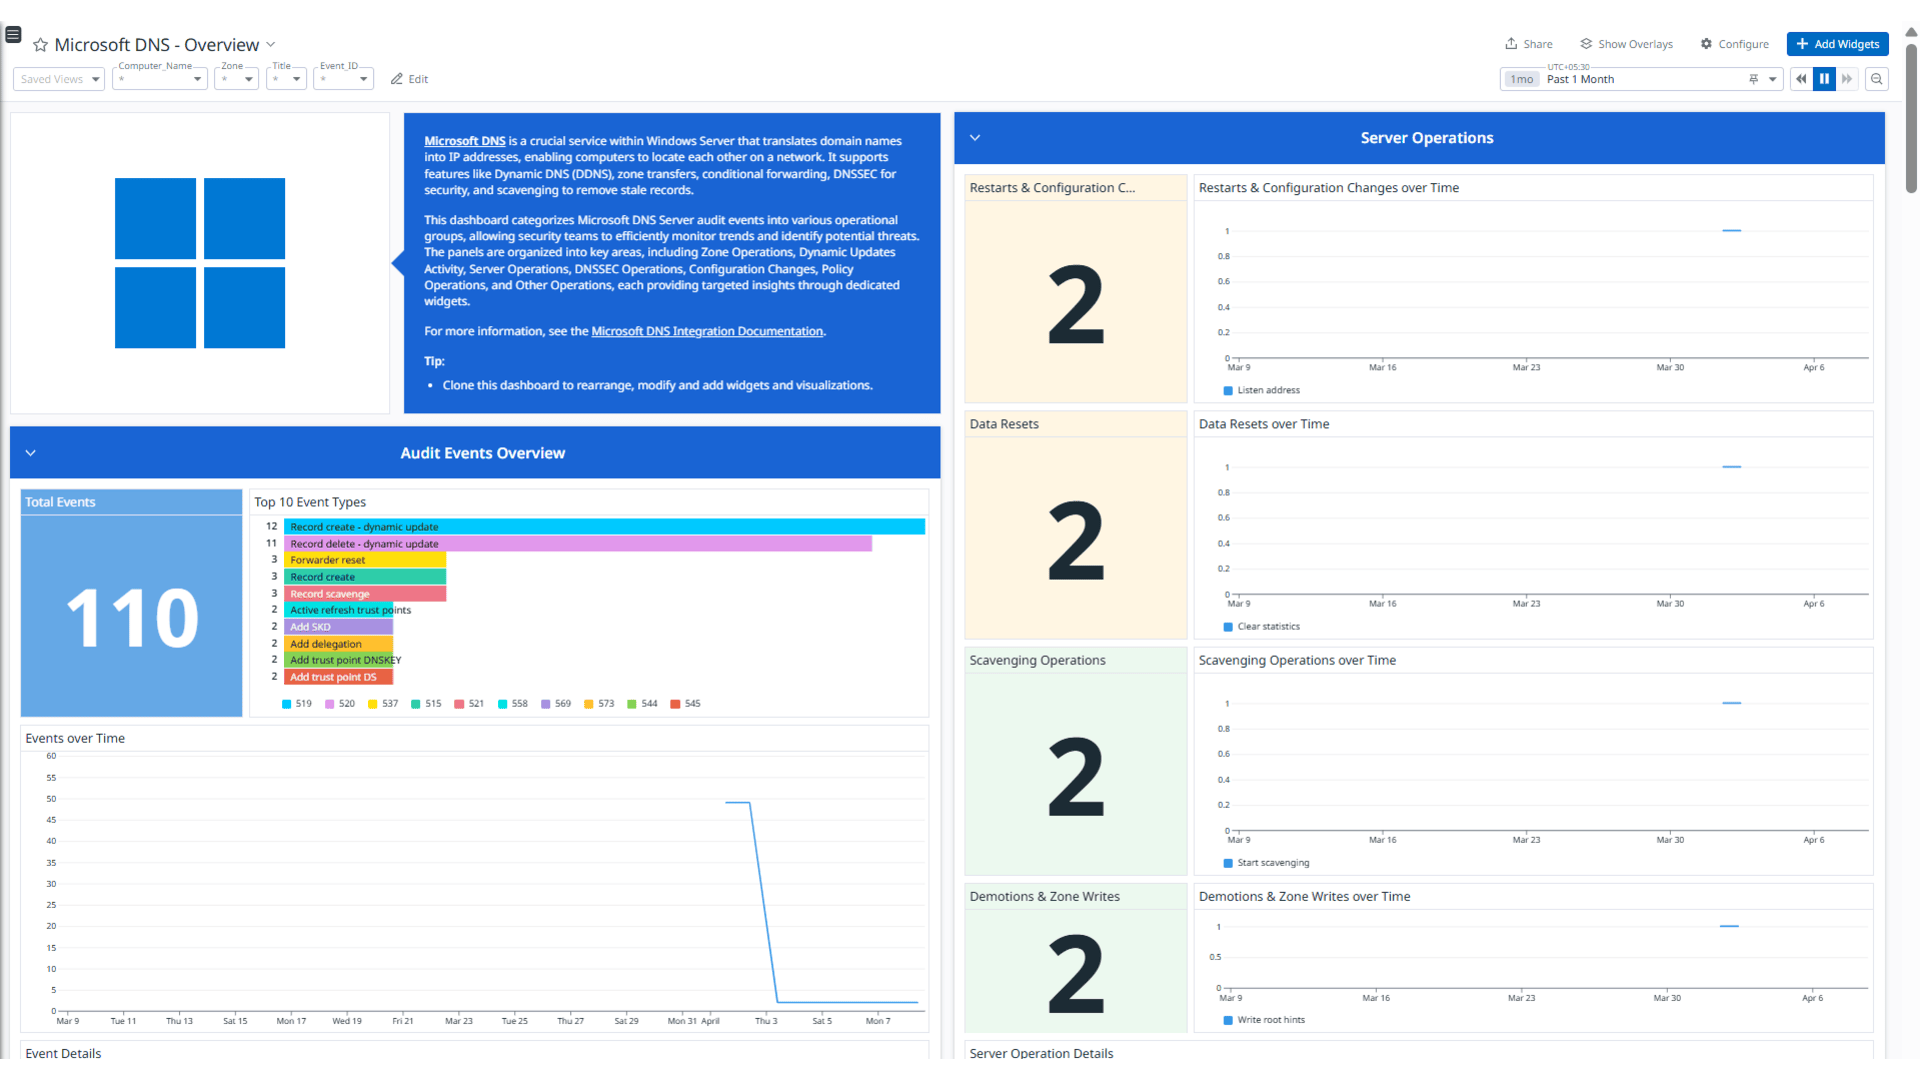 Microsoft DNS - Overview
Share
Show Overlays
Configure
Add Widgets
Saved Views
Computer_Name
*
Zone
*
Title
*
Event_ID
*
Edit
UTC+05:30
1mo
Past 1 Month
Microsoft DNS is a crucial service within Windows Server that translates domain names
into IP addresses, enabling computers to locate each other on a network. It supports
features like Dynamic DNS (DDNS), zone transfers, conditional forwarding, DNSSEC for
security, and scavenging to remove stale records.
This dashboard categorizes Microsoft DNS Server audit events into various operational
groups, allowing security teams to efficiently monitor trends and identify potential threats.
The panels are organized into key areas, including Zone Operations, Dynamic Updates
Activity, Server Operations, DNSSEC Operations, Configuration Changes, Policy
Operations, and Other Operations, each providing targeted insights through dedicated
widgets.
For more information, see the Microsoft DNS Integration Documentation.
Tip:
• Clone this dashboard to rearrange, modify and add widgets and visualizations.
Audit Events Overview
Total Events
110
Top 10 Event Types
12 Record create - dynamic update
11 Record delete - dynamic update
3 Forwarder reset
3 Record create
3 Record scavenge
2 Active refresh trust points
2 Add SKD
2 Add delegation
2 Add trust point DNSKEY
2 Add trust point DS
519 520 537 515 521 558 569 573 544 545
Events over Time
60
55
50
45
40
35
30
25
20
15
10
5
0
Mar 9 Tue 11 Thu 13 Sat 15 Mon 17 Wed 19 Fri 21 Mar 23 Tue 25 Thu 27 Sat 29 Mon 31 April Thu 3 Sat 5 Mon 7
Event Details
Server Operations
Restarts & Configuration C...
2
Restarts & Configuration Changes over Time
1
0.8
0.6
0.4
0.2
0
Mar 9 Mar 16 Mar 23 Mar 30 Apr 6
Listen address
Data Resets
2
Data Resets over Time
1
0.8
0.6
0.4
0.2
0
Mar 9 Mar 16 Mar 23 Mar 30 Apr 6
Clear statistics
Scavenging Operations
2
Scavenging Operations over Time
1
0.8
0.6
0.4
0.2
0
Mar 9 Mar 16 Mar 23 Mar 30 Apr 6
Start scavenging
Demotions & Zone Writes
2
Demotions & Zone Writes over Time
1
0.5
0
Mar 9 Mar 16 Mar 23 Mar 30 Apr 6
Write root hints
Server Operation Details